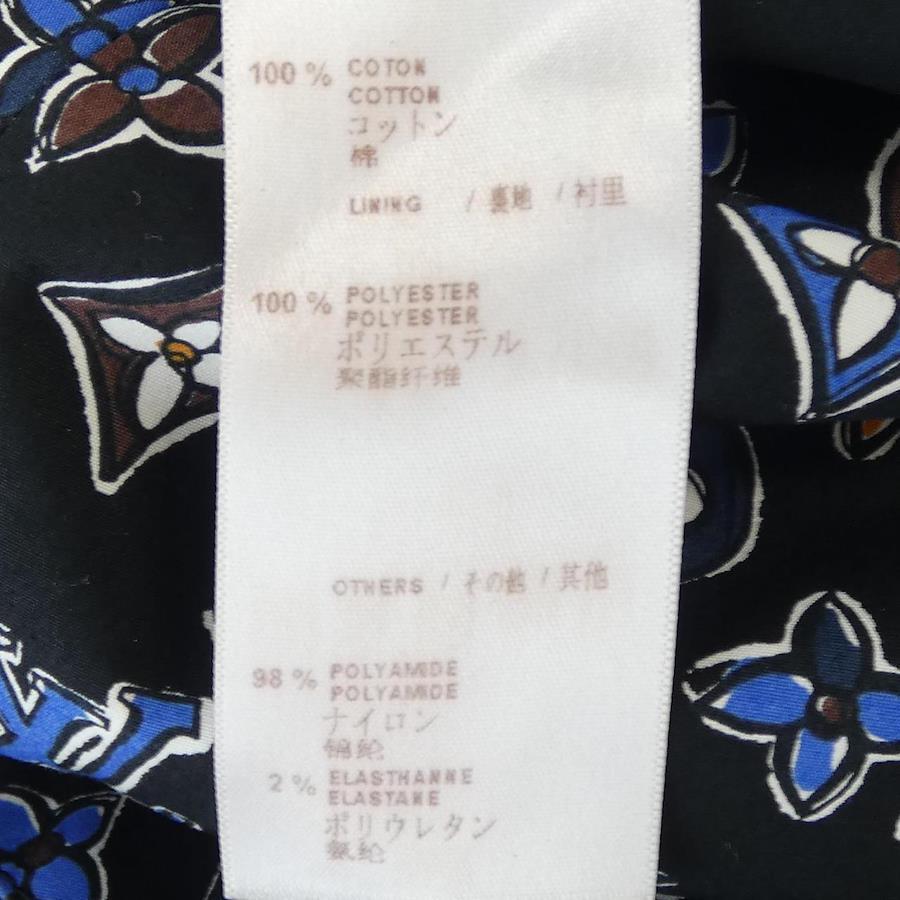 100 % COTON
COTTON
コットン
棉
LINING / 裏地 / 衬里
100 % POLYESTER
POLYESTER
ポリエステル
聚酯纤维
OTHERS / その他 / 其他
98 % POLYAMIDE
POLYAMIDE
ナイロン
锦纶
2 % ELASTHANNE
ELASTANE
ポリウレタン
氨纶